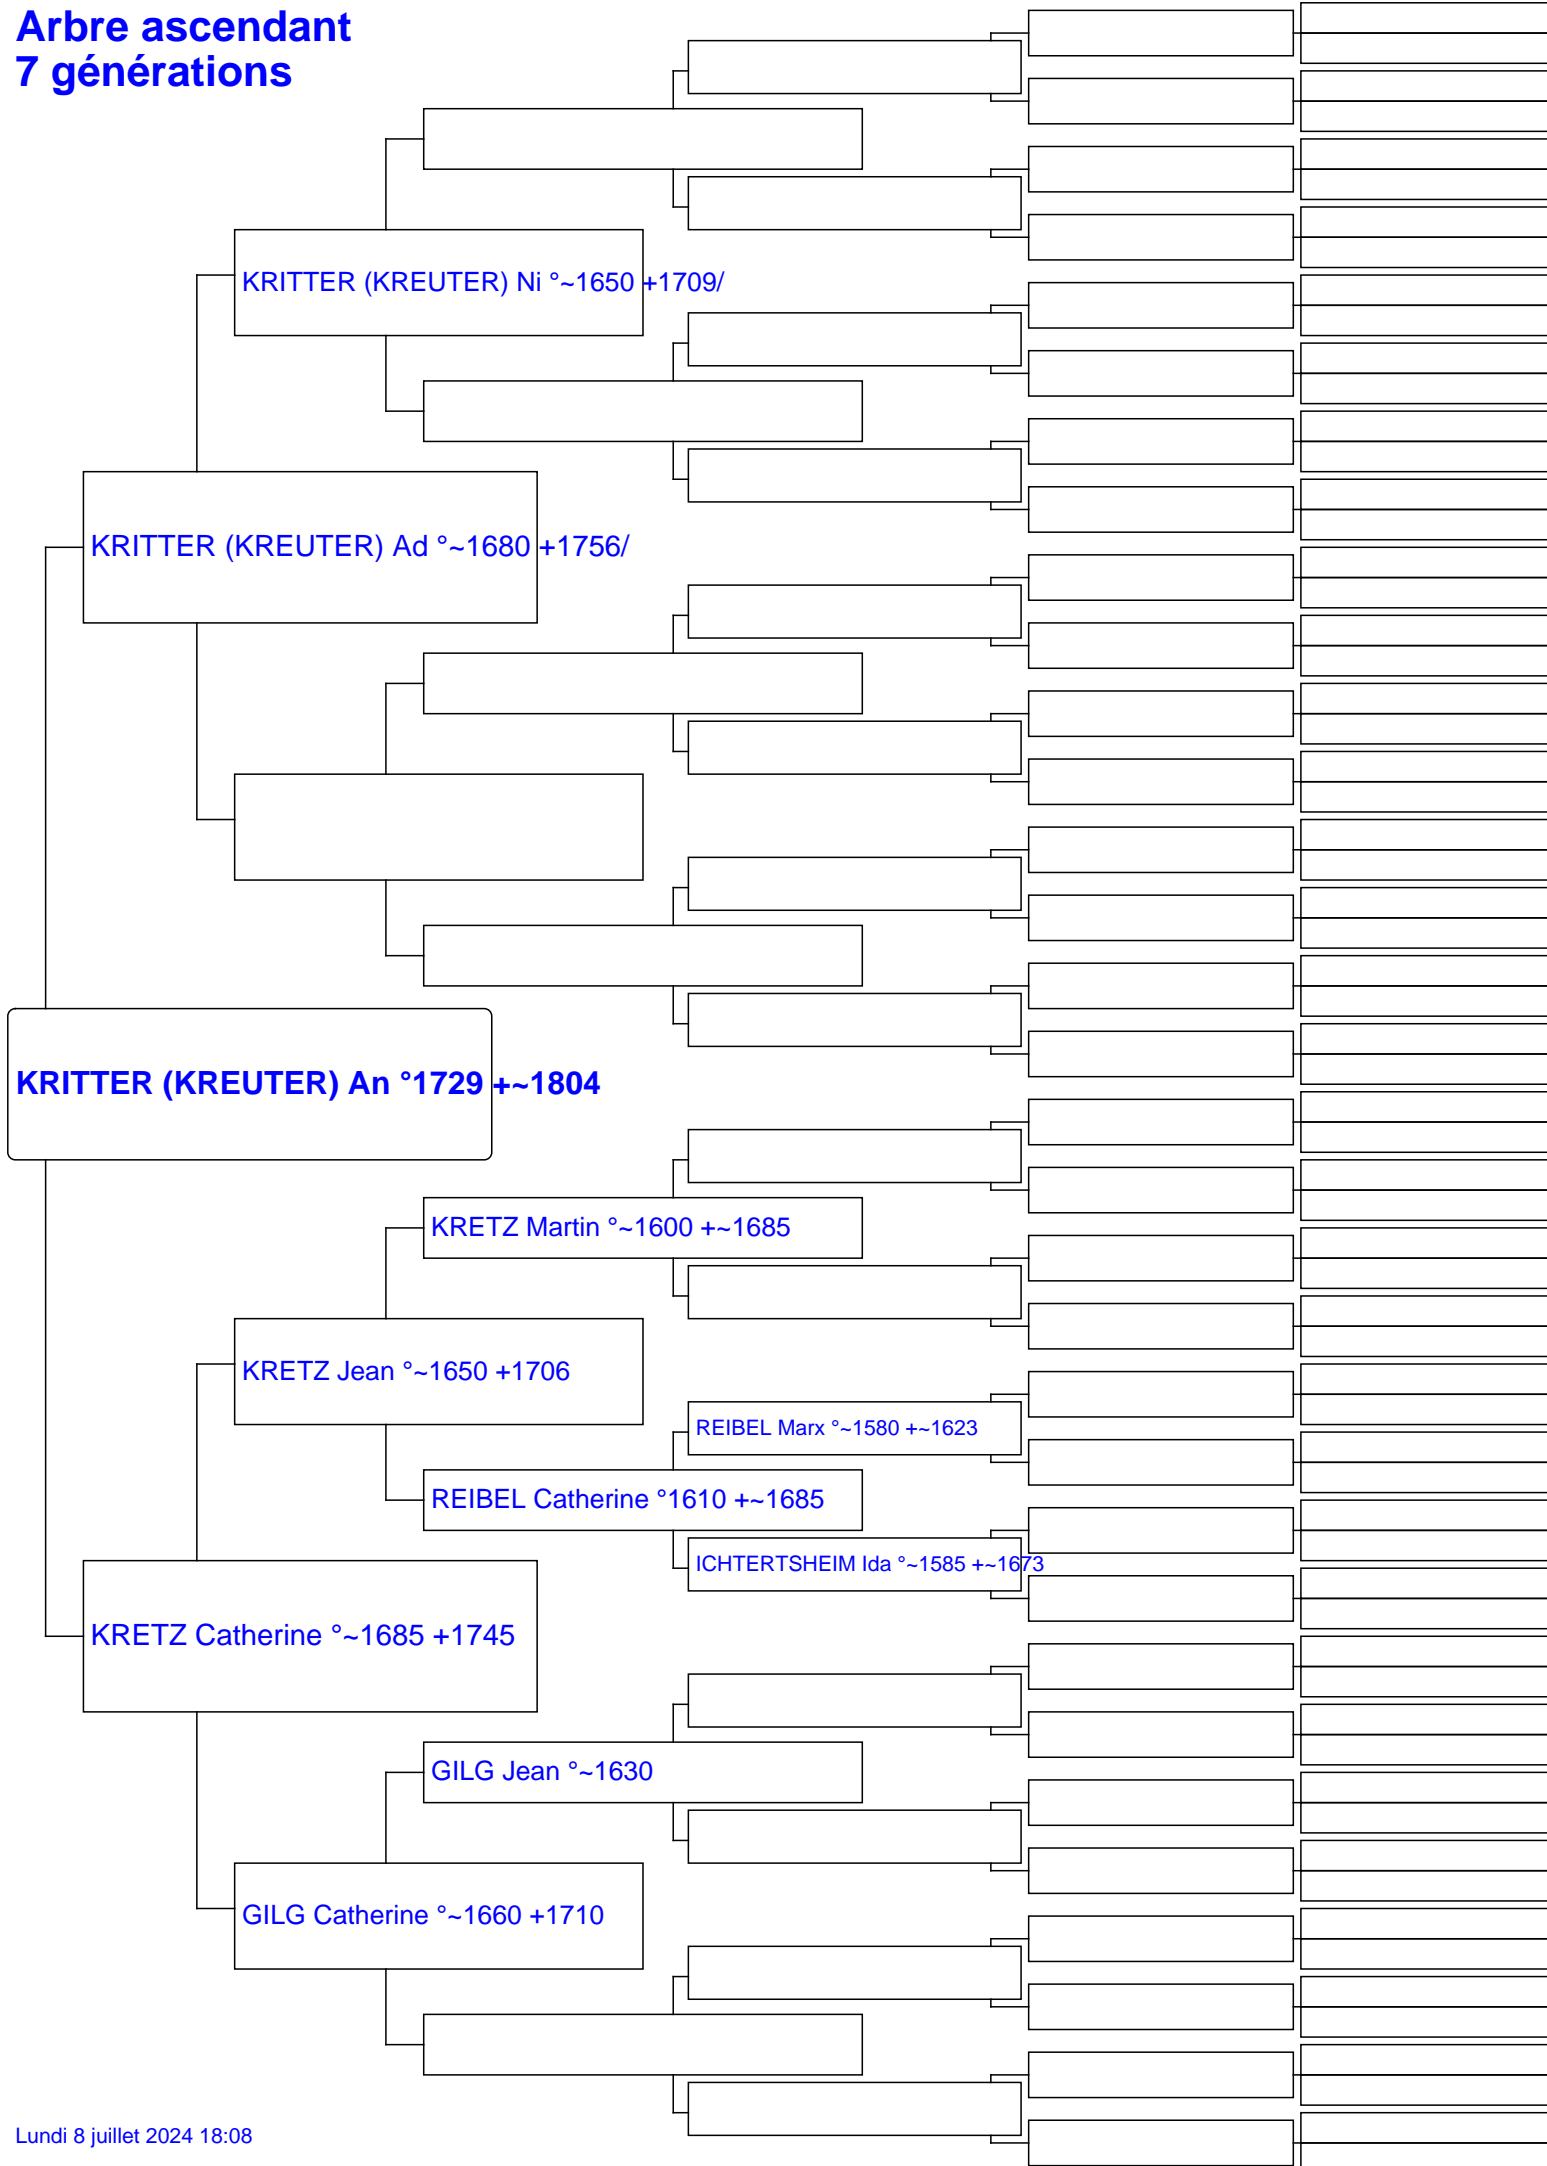 Arbre ascendant
7 générations
KRITTER (KREUTER) Ni °~1650 +1709/
KRITTER (KREUTER) Ad °~1680 +1756/
KRITTER (KREUTER) An °1729 +~1804
KRETZ Martin °~1600 +~1685
KRETZ Jean °~1650 +1706
REIBEL Marx °~1580 +~1623
REIBEL Catherine °1610 +~1685
ICHTERTSHEIM Ida °~1585 +~1673
KRETZ Catherine °~1685 +1745
GILG Jean °~1630
GILG Catherine °~1660 +1710
Lundi 8 juillet 2024 18:08